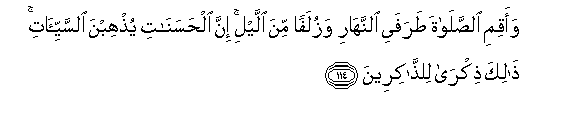 وَأَقِمِ ٱلصَّلَوٰةَ طَرَفَىِ ٱلنَّهَارِ وَزُلَفًا مِّنَ ٱلَّيْلِ ۚ إِنَّ ٱلْحَسَنَـٰتِ يُذْهِبْنَ ٱلسَّيِّـَٔاتِ ۚ
ذَٰلِكَ ذِكْرَىٰ لِلذَّٰكِرِينَ ﴿١١٤﴾